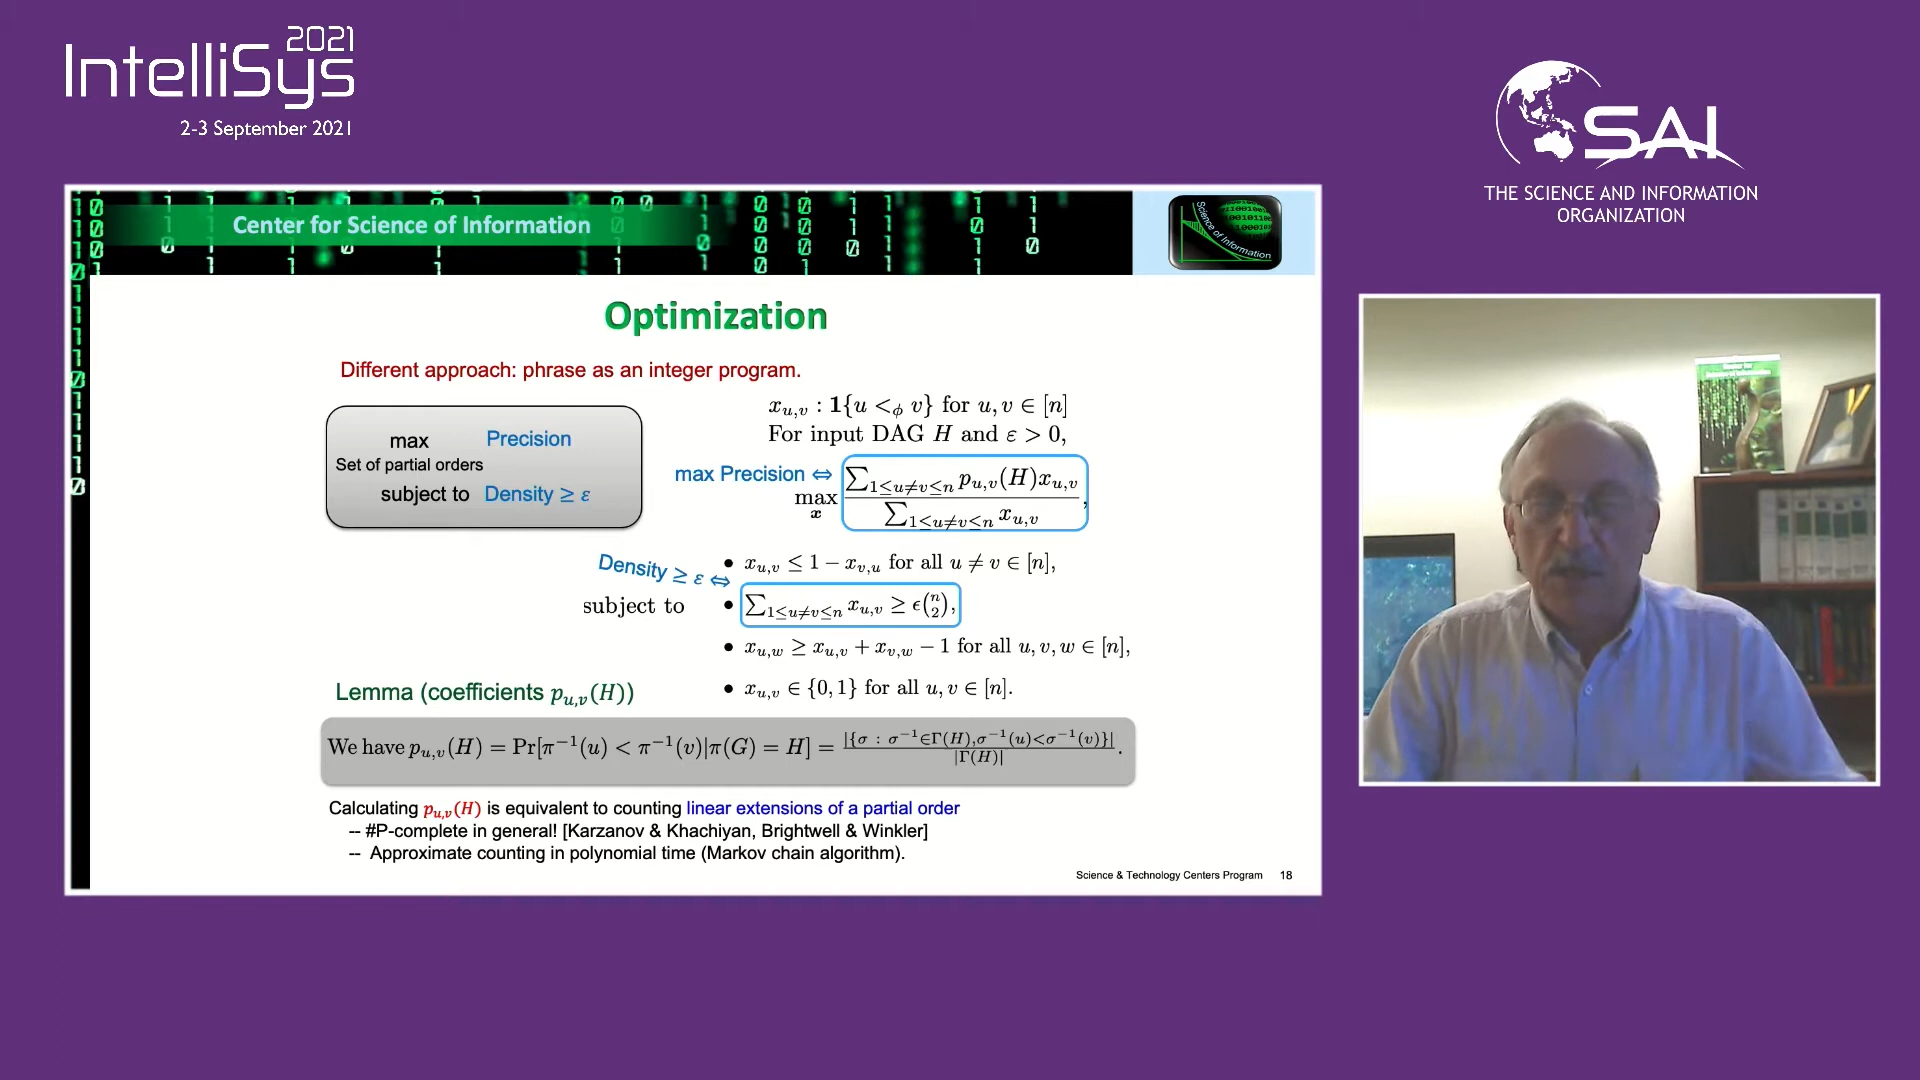 IntelliSys 2021
2-3 September 2021
SAI
THE SCIENCE AND INFORMATION
ORGANIZATION
Center for Science of Information
Science of Information
Optimization
Different approach: phrase as an integer program.
max Precision
Set of partial orders
subject to Density ≥ ε
x_{u,v} : 1{u <_ϕ v} for u, v ∈ [n]
For input DAG H and ε > 0,
max Precision ⇔
max_x \frac{∑_{1≤u≠v≤n} p_{u,v}(H)x_{u,v}}{∑_{1≤u≠v≤n} x_{u,v}},
Density ≥ ε ⇔
subject to
• x_{u,v} ≤ 1 − x_{v,u} for all u ≠ v ∈ [n],
• ∑_{1≤u≠v≤n} x_{u,v} ≥ ϵ\binom{n}{2},
• x_{u,w} ≥ x_{u,v} + x_{v,w} − 1 for all u, v, w ∈ [n],
• x_{u,v} ∈ {0, 1} for all u, v ∈ [n].
Lemma (coefficients p_{u,v}(H))
We have p_{u,v}(H) = Pr[π^{−1}(u) < π^{−1}(v)|π(G) = H] = \frac{|{σ : σ^{−1}∈Γ(H),σ^{−1}(u)<σ^{−1}(v)}|}{|Γ(H)|}.
Calculating p_{u,v}(H) is equivalent to counting linear extensions of a partial order
-- #P-complete in general! [Karzanov & Khachiyan, Brightwell & Winkler]
-- Approximate counting in polynomial time (Markov chain algorithm).
Science & Technology Centers Program 18